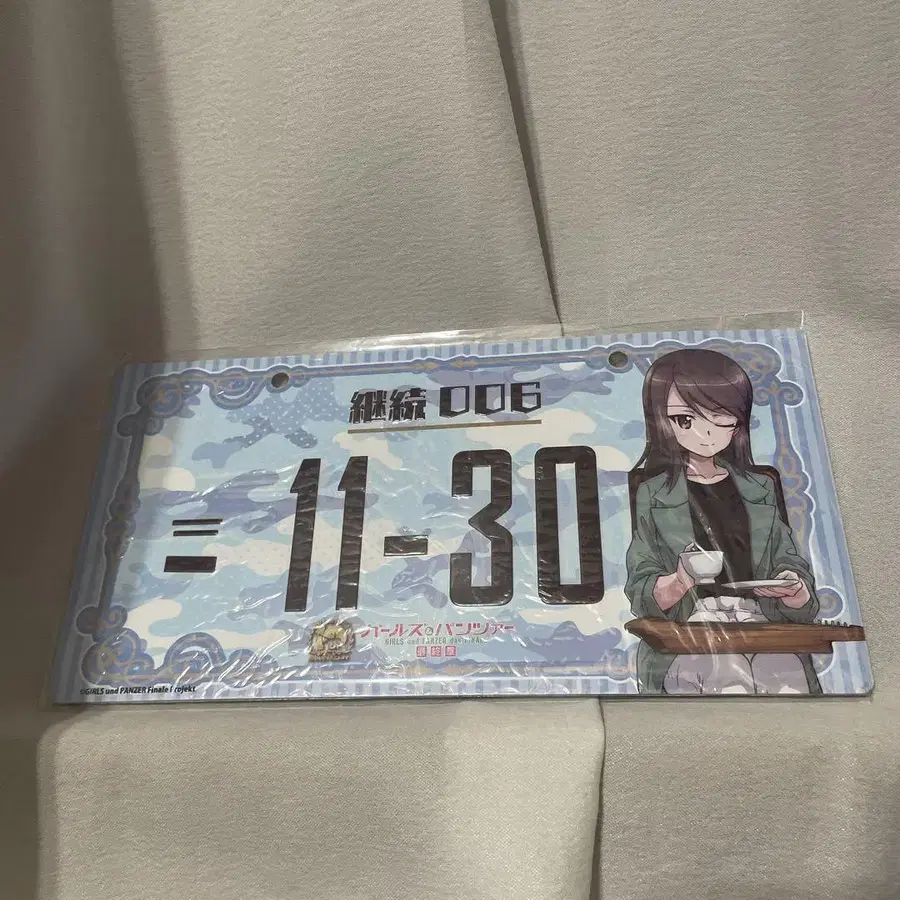 継続 006
ミ 11-30
ガールズ&パンツァー
GIRLS und PANZER das FINALE
最終章
©GIRLS und PANZER Finale Projekt